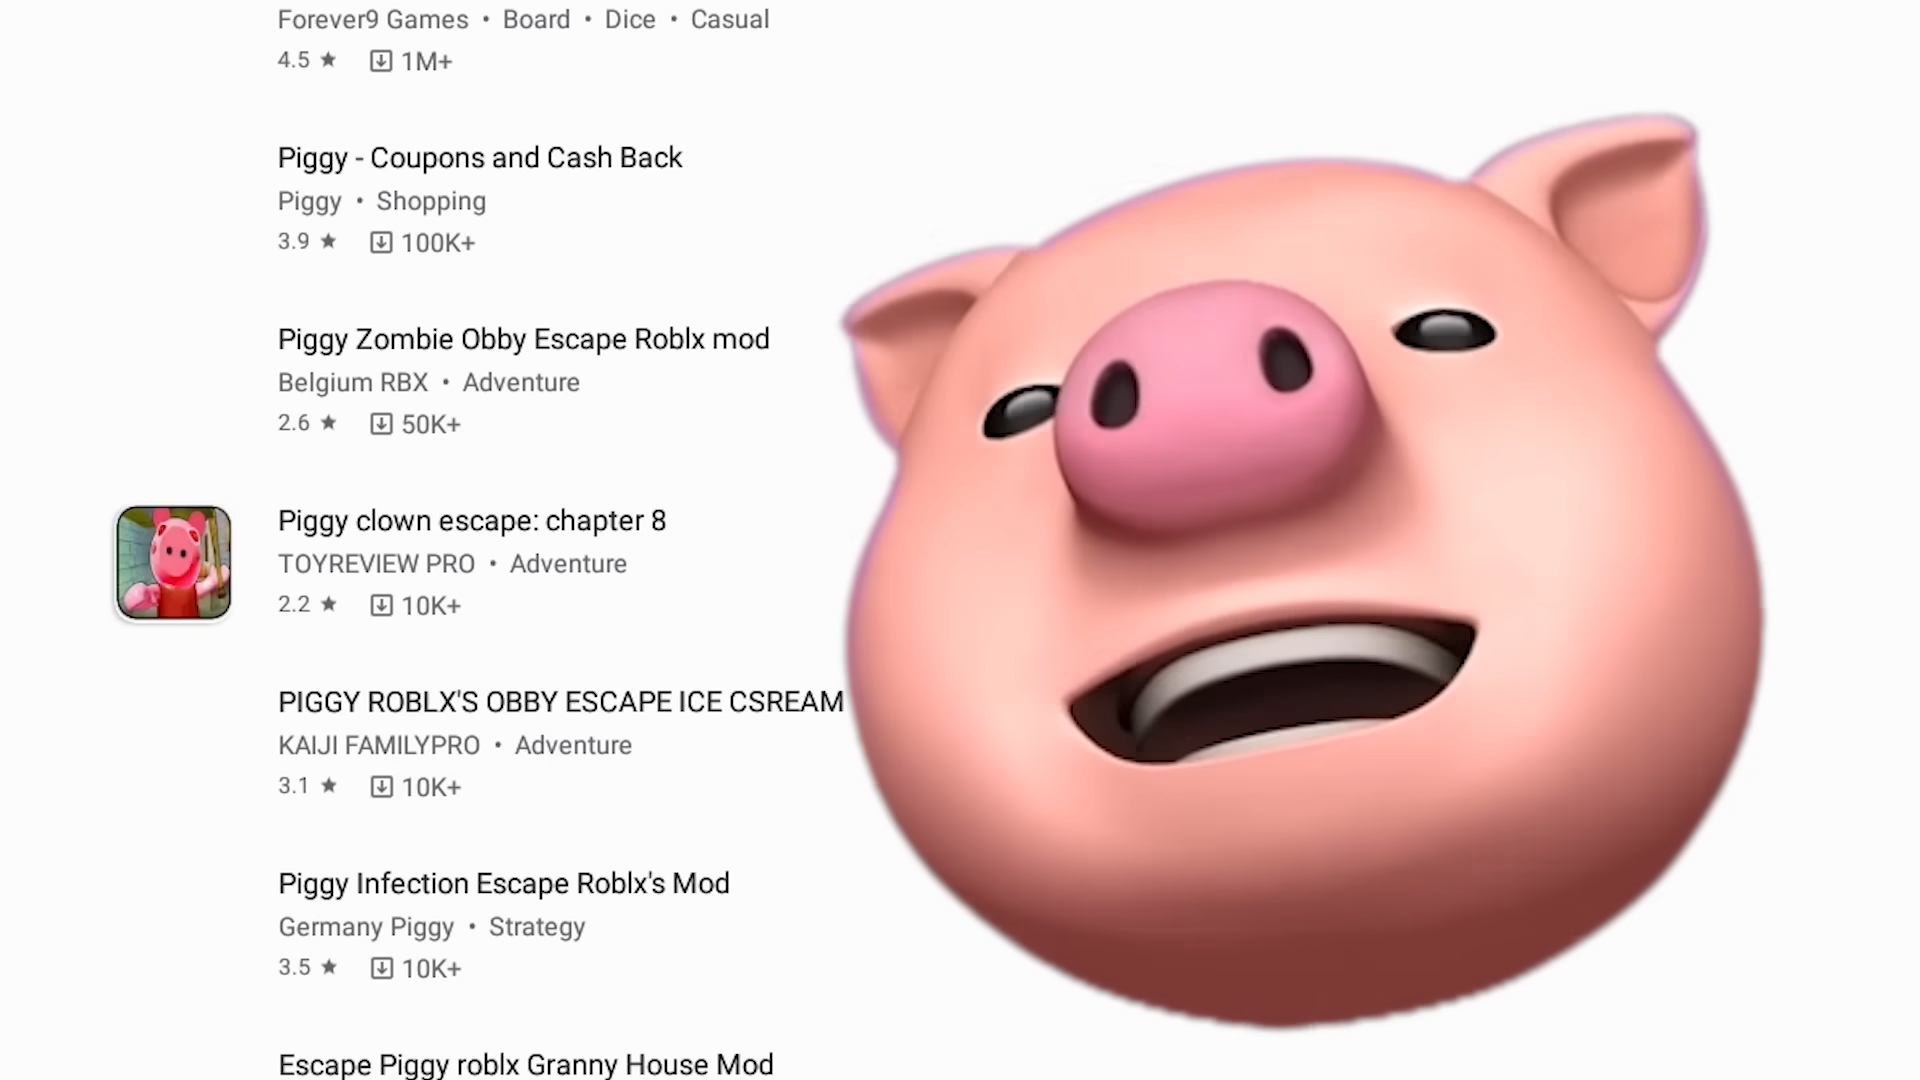 Forever9 Games • Board • Dice • Casual
4.5 ★ 1M+
Piggy - Coupons and Cash Back
Piggy • Shopping
3.9 ★ 100K+
Piggy Zombie Obby Escape Roblx mod
Belgium RBX • Adventure
2.6 ★ 50K+
Piggy clown escape: chapter 8
TOYREVIEW PRO • Adventure
2.2 ★ 10K+
PIGGY ROBLX'S OBBY ESCAPE ICE CSREAM
KAIJI FAMILYPRO • Adventure
3.1 ★ 10K+
Piggy Infection Escape Roblx's Mod
Germany Piggy • Strategy
3.5 ★ 10K+
Escape Piggy roblx Granny House Mod